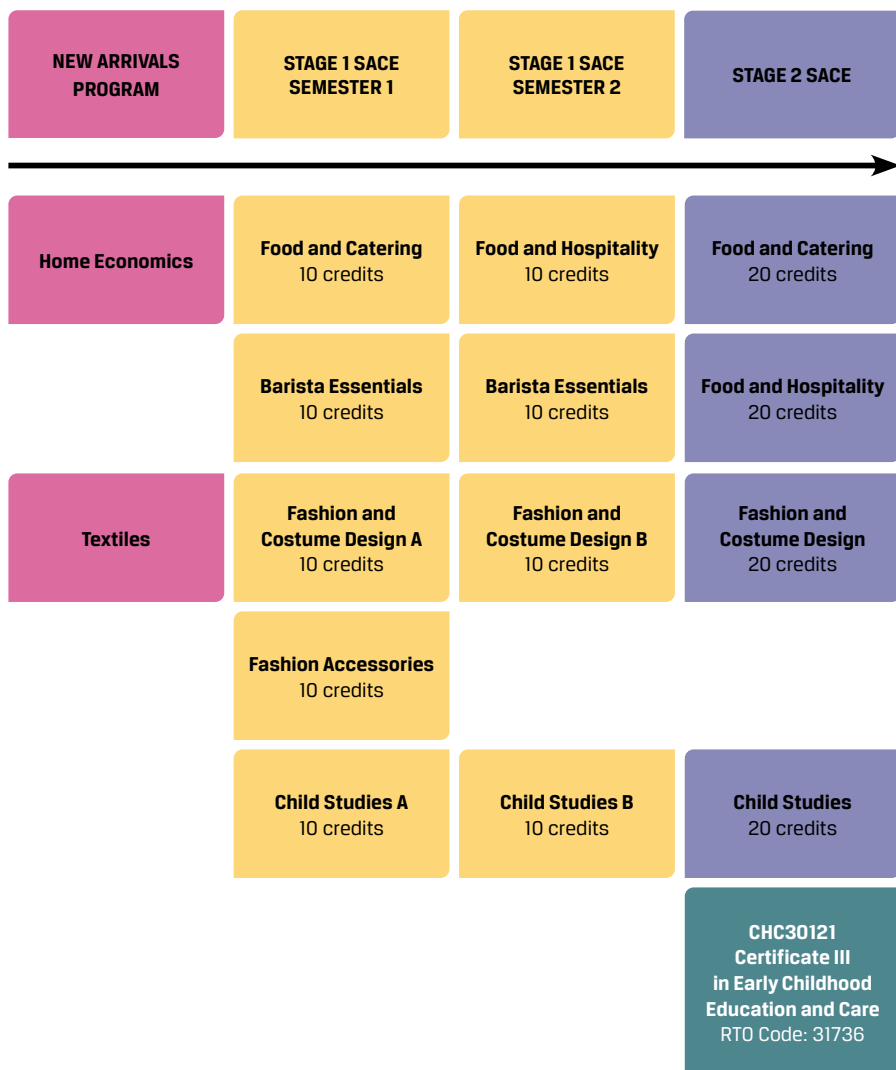 NEW ARRIVALS
PROGRAM
STAGE 1 SACE
SEMESTER 1
STAGE 1 SACE
SEMESTER 2
STAGE 2 SACE
Home Economics
Food and Catering
10 credits
Food and Hospitality
10 credits
Food and Catering
20 credits
Barista Essentials
10 credits
Barista Essentials
10 credits
Food and Hospitality
20 credits
Textiles
Fashion and
Costume Design A
10 credits
Fashion and
Costume Design B
10 credits
Fashion and
Costume Design
20 credits
Fashion Accessories
10 credits
Child Studies A
10 credits
Child Studies B
10 credits
Child Studies
20 credits
CHC30121
Certificate III
in Early Childhood
Education and Care
RTO Code: 31736